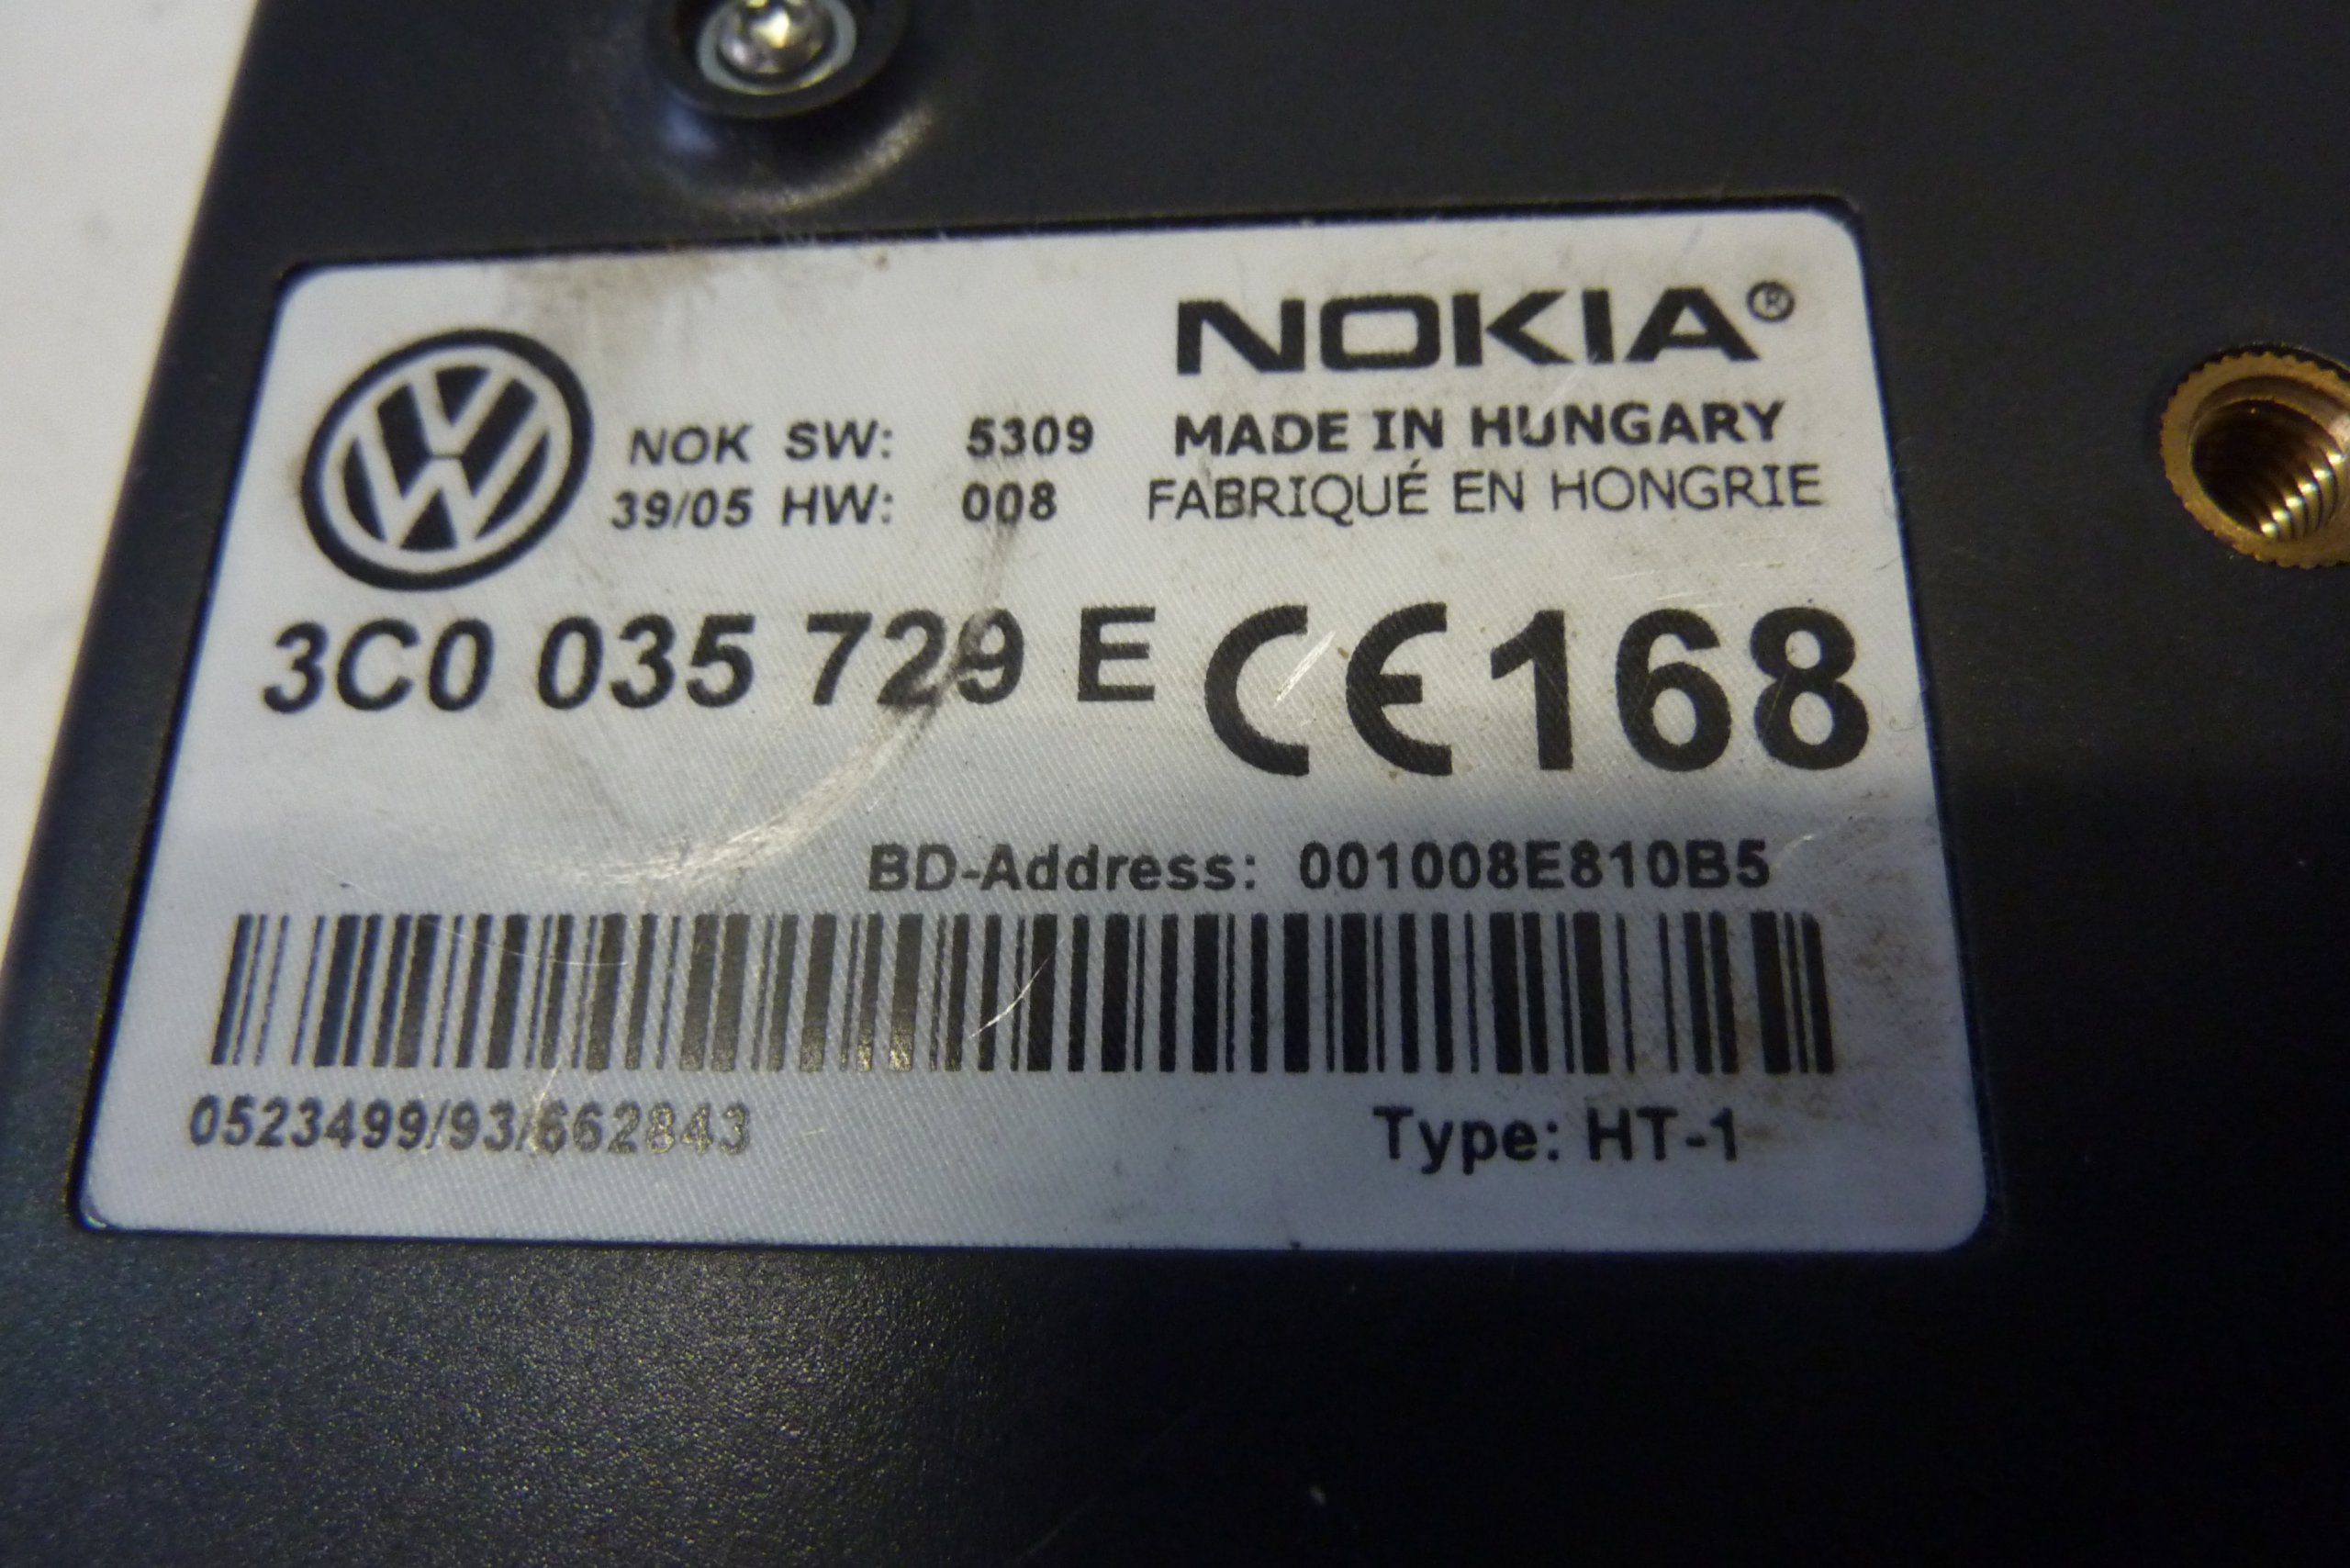 NOKIA®
NOK SW: 5309 MADE IN HUNGARY
39/05 HW: 008 FABRIQUÉ EN HONGRIE
3C0 035 729 E CE168
BD-Address: 001008E810B5
0523499/93/662843 Type: HT-1